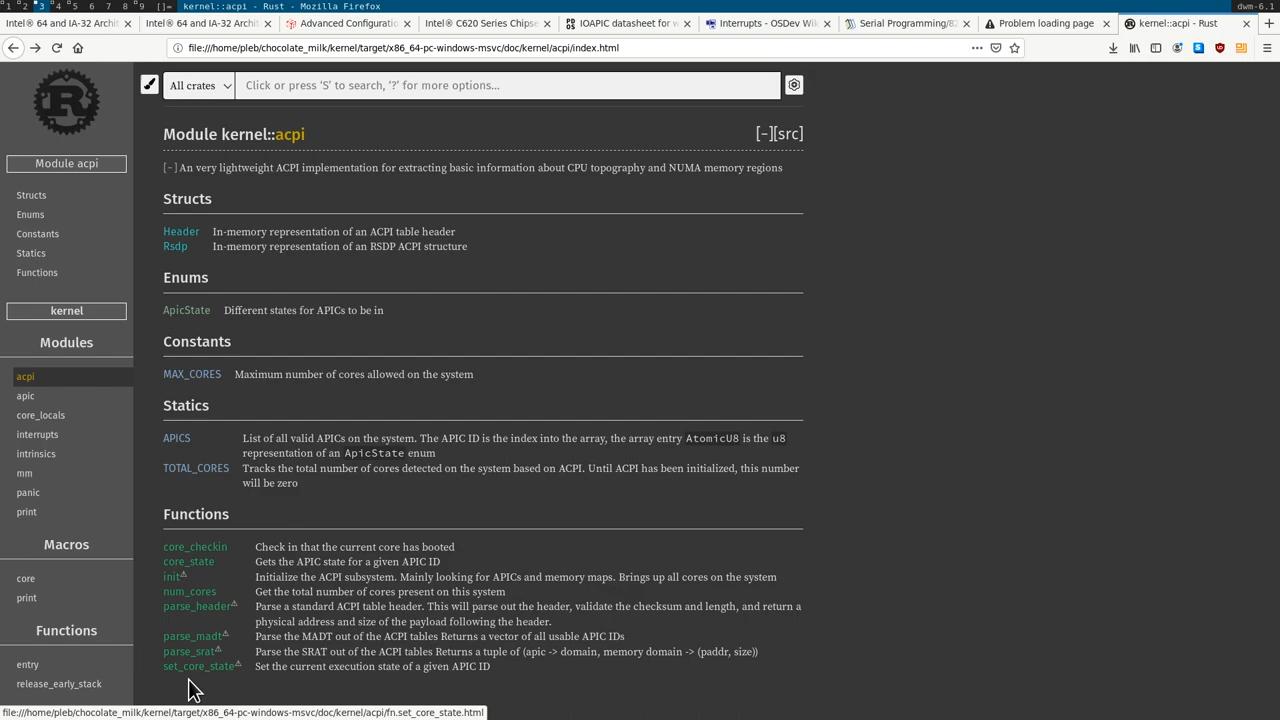 1 2 3 4 5 6 7 8 9 []= kernel::acpi - Rust - Mozilla Firefox dwm-6.1
Intel® 64 and IA-32 Archit × Intel® 64 and IA-32 Archit × Advanced Configuratio × Intel® C620 Series Chipse × IOAPIC datasheet for w × Interrupts - OSDev Wik × Serial Programming/82 × Problem loading page × kernel::acpi - Rust ×
file:///home/pleb/chocolate_milk/kernel/target/x86_64-pc-windows-msvc/doc/kernel/acpi/index.html
All crates Click or press ‘S’ to search, ‘?’ for more options…
Module acpi
Structs
Enums
Constants
Statics
Functions
kernel
Modules
acpi
apic
core_locals
interrupts
intrinsics
mm
panic
print
Macros
core
print
Functions
entry
release_early_stack
Module kernel::acpi [-][src]
[-] An very lightweight ACPI implementation for extracting basic information about CPU topography and NUMA memory regions
Structs
Header In-memory representation of an ACPI table header
Rsdp In-memory representation of an RSDP ACPI structure
Enums
ApicState Different states for APICs to be in
Constants
MAX_CORES Maximum number of cores allowed on the system
Statics
APICS List of all valid APICs on the system. The APIC ID is the index into the array, the array entry AtomicU8 is the u8
representation of an ApicState enum
TOTAL_CORES Tracks the total number of cores detected on the system based on ACPI. Until ACPI has been initialized, this number
will be zero
Functions
core_checkin Check in that the current core has booted
core_state Gets the APIC state for a given APIC ID
init⚠ Initialize the ACPI subsystem. Mainly looking for APICs and memory maps. Brings up all cores on the system
num_cores Get the total number of cores present on this system
parse_header⚠ Parse a standard ACPI table header. This will parse out the header, validate the checksum and length, and return a
physical address and size of the payload following the header.
parse_madt⚠ Parse the MADT out of the ACPI tables Returns a vector of all usable APIC IDs
parse_srat⚠ Parse the SRAT out of the ACPI tables Returns a tuple of (apic -> domain, memory domain -> (paddr, size))
set_core_state⚠ Set the current execution state of a given APIC ID
file:///home/pleb/chocolate_milk/kernel/target/x86_64-pc-windows-msvc/doc/kernel/acpi/fn.set_core_state.html